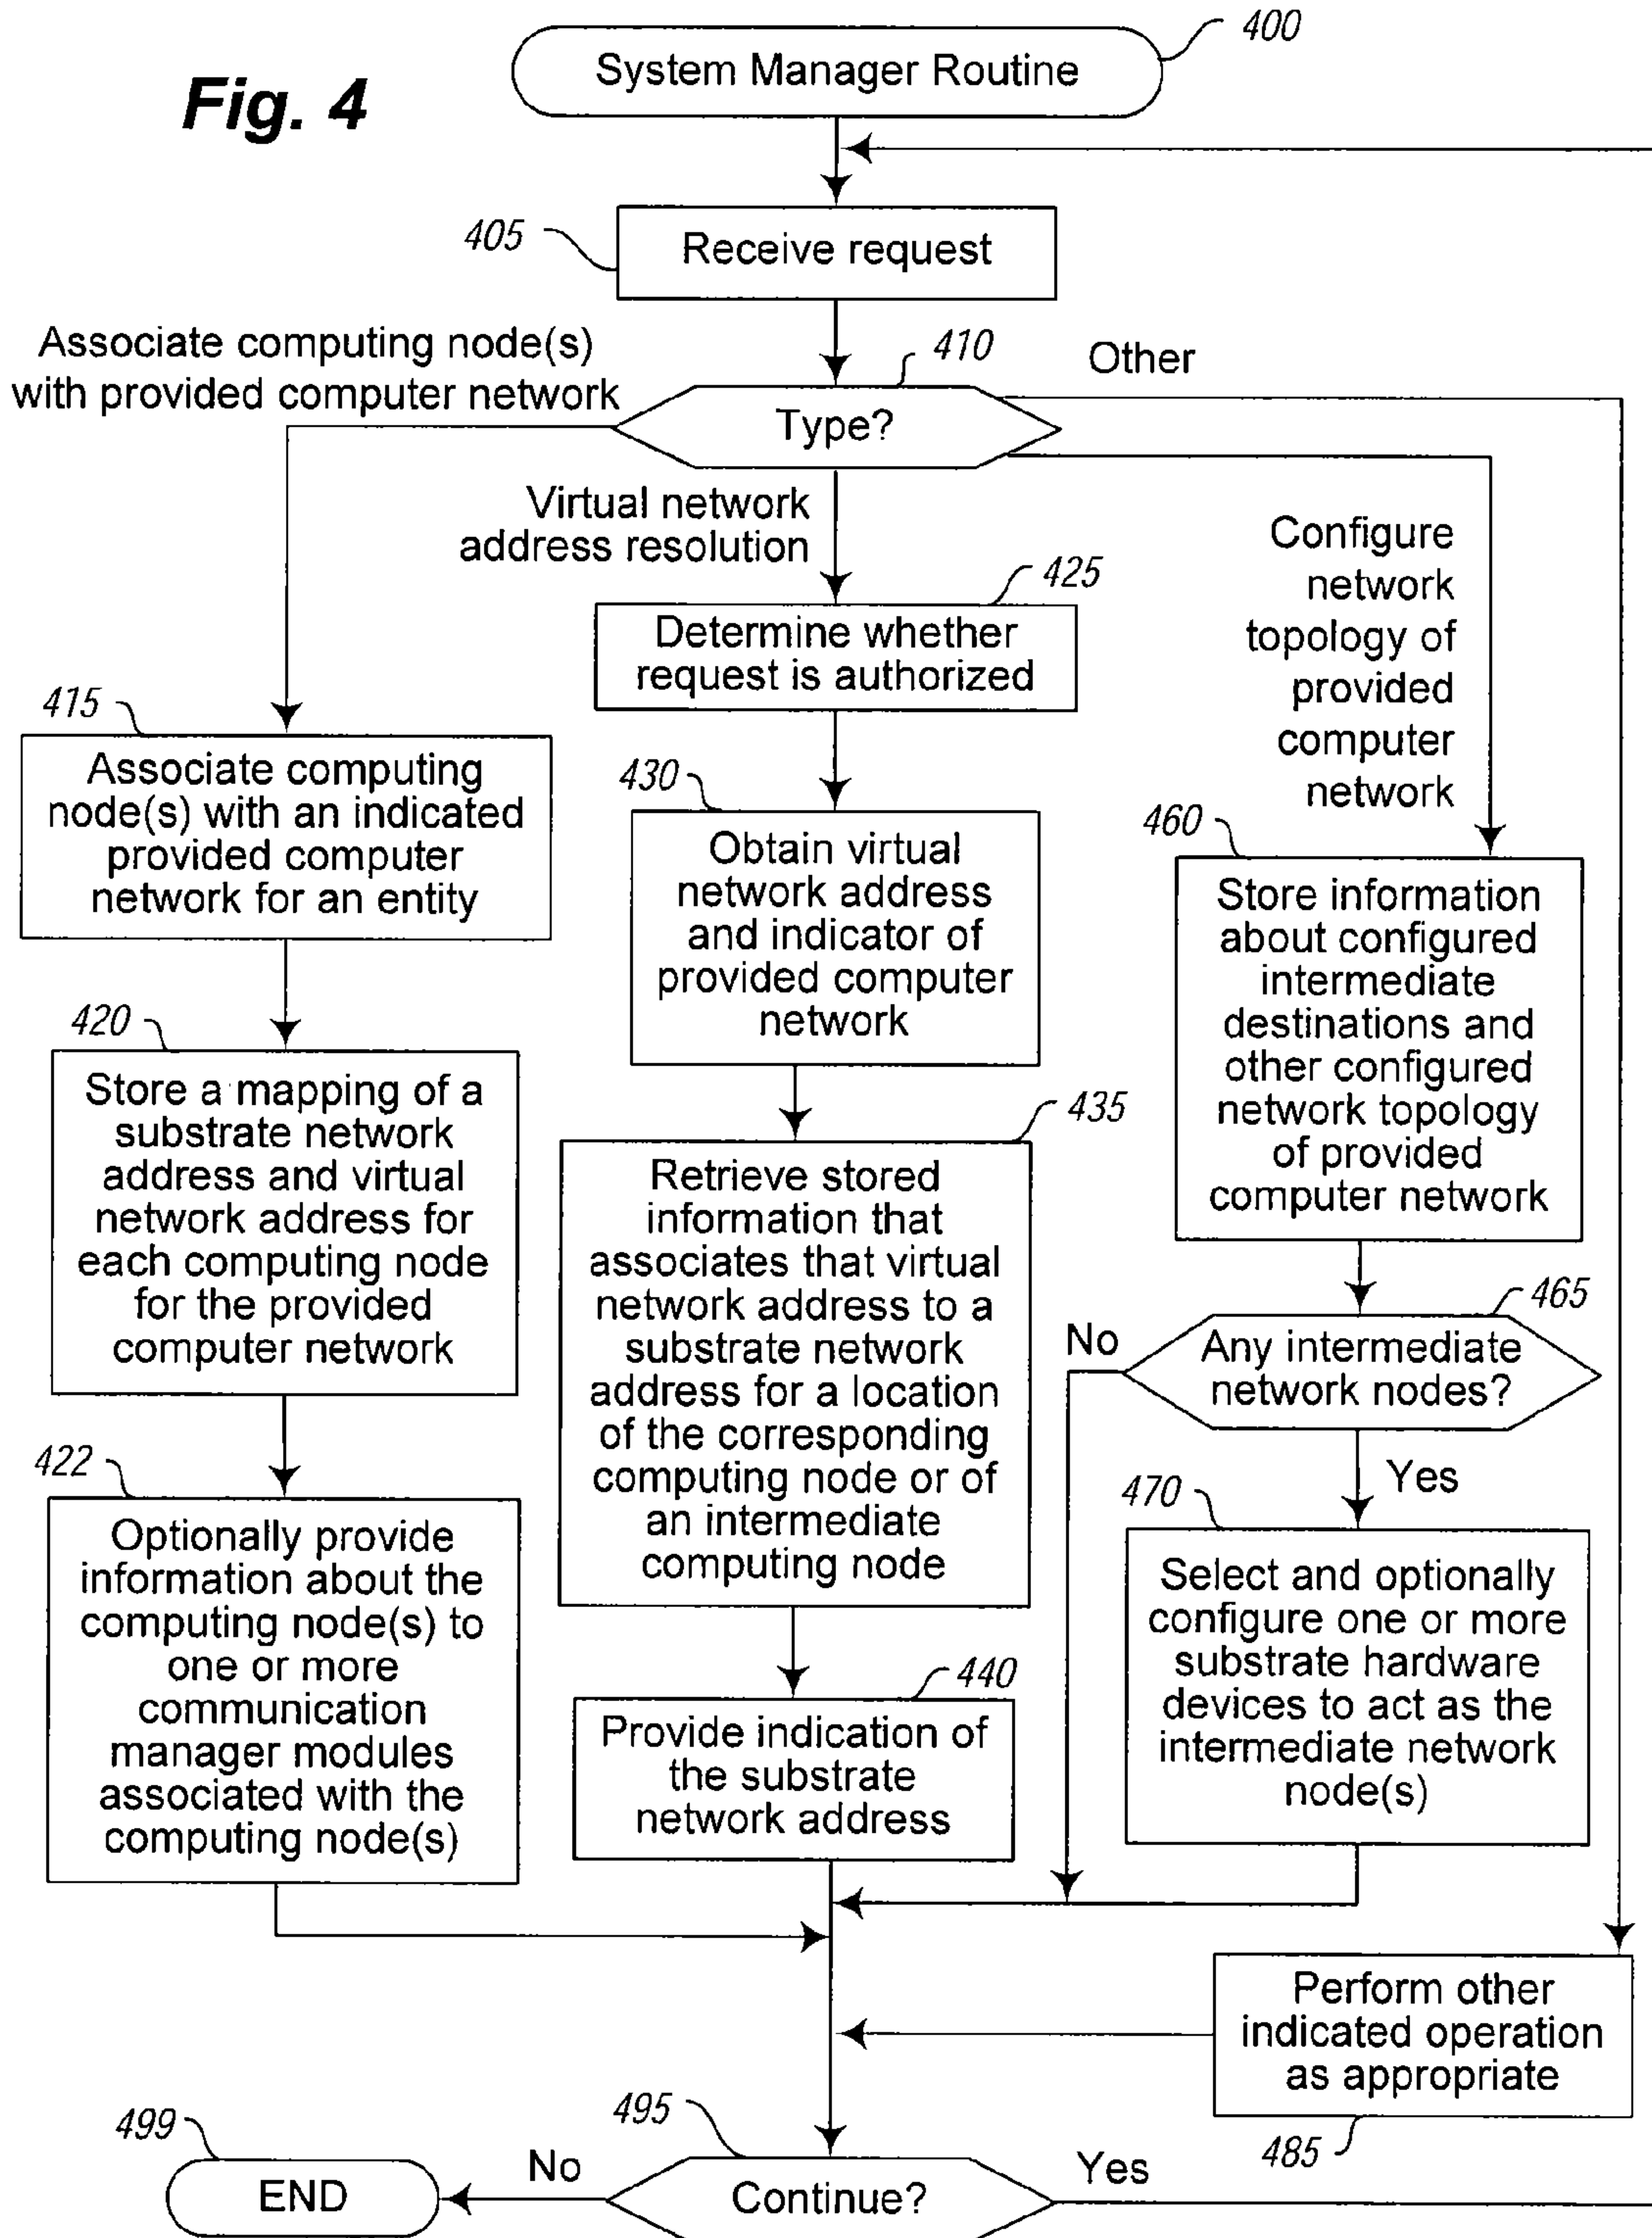 Fig. 4
System Manager Routine
400
405
Receive request
Associate computing node(s)
with provided computer network
410
Other
Type?
Virtual network
address resolution
Configure
network
topology of
provided
computer
network
425
Determine whether
request is authorized
415
Associate computing
node(s) with an indicated
provided computer
network for an entity
430
Obtain virtual
network address
and indicator of
provided computer
network
460
Store information
about configured
intermediate
destinations and
other configured
network topology
of provided
computer network
420
Store a mapping of a
substrate network
address and virtual
network address for
each computing node
for the provided
computer network
435
Retrieve stored
information that
associates that virtual
network address to a
substrate network
address for a location
of the corresponding
computing node or of
an intermediate
computing node
465
No
Any intermediate
network nodes?
Yes
422
Optionally provide
information about the
computing node(s) to
one or more
communication
manager modules
associated with the
computing node(s)
470
Select and optionally
configure one or more
substrate hardware
devices to act as the
intermediate network
node(s)
440
Provide indication of
the substrate
network address
Perform other
indicated operation
as appropriate
485
495
499
END
No
Continue?
Yes